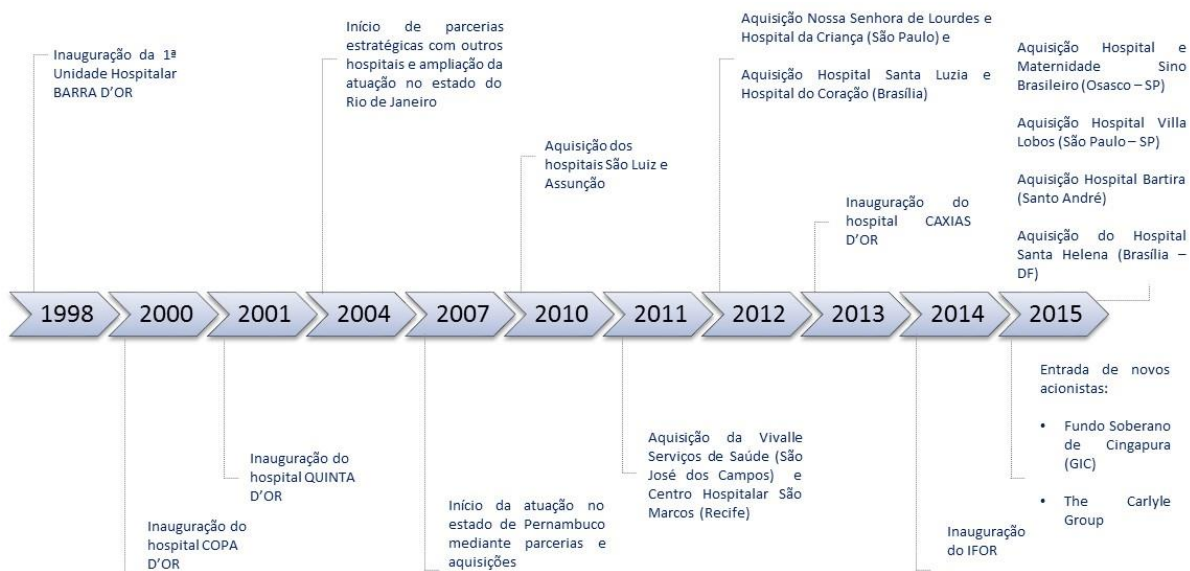 Inauguração da 1ª
Unidade Hospitalar
BARRA D’OR
Início de parcerias
estratégicas com outros
hospitais e ampliação da
atuação no estado do
Rio de Janeiro
Aquisição dos
hospitais São Luiz e
Assunção
Aquisição Nossa Senhora de Lourdes e
Hospital da Criança (São Paulo) e
Aquisição Hospital Santa Luzia e
Hospital do Coração (Brasília)
Inauguração do
hospital CAXIAS
D’OR
Aquisição Hospital e
Maternidade Sino
Brasileiro (Osasco – SP)
Aquisição Hospital Villa
Lobos (São Paulo – SP)
Aquisição Hospital Bartira
(Santo André)
Aquisição do Hospital
Santa Helena (Brasília –
DF)
1998 2000 2001 2004 2007 2010 2011 2012 2013 2014 2015
Inauguração do
hospital COPA
D’OR
Inauguração do
hospital QUINTA
D’OR
Início da atuação no
estado de Pernambuco
mediante parcerias e
aquisições
Aquisição da Vivalle
Serviços de Saúde (São
José dos Campos) e
Centro Hospitalar São
Marcos (Recife)
Inauguração
do IFOR
Entrada de novos
acionistas:
• Fundo Soberano
de Cingapura
(GIC)
• The Carlyle
Group